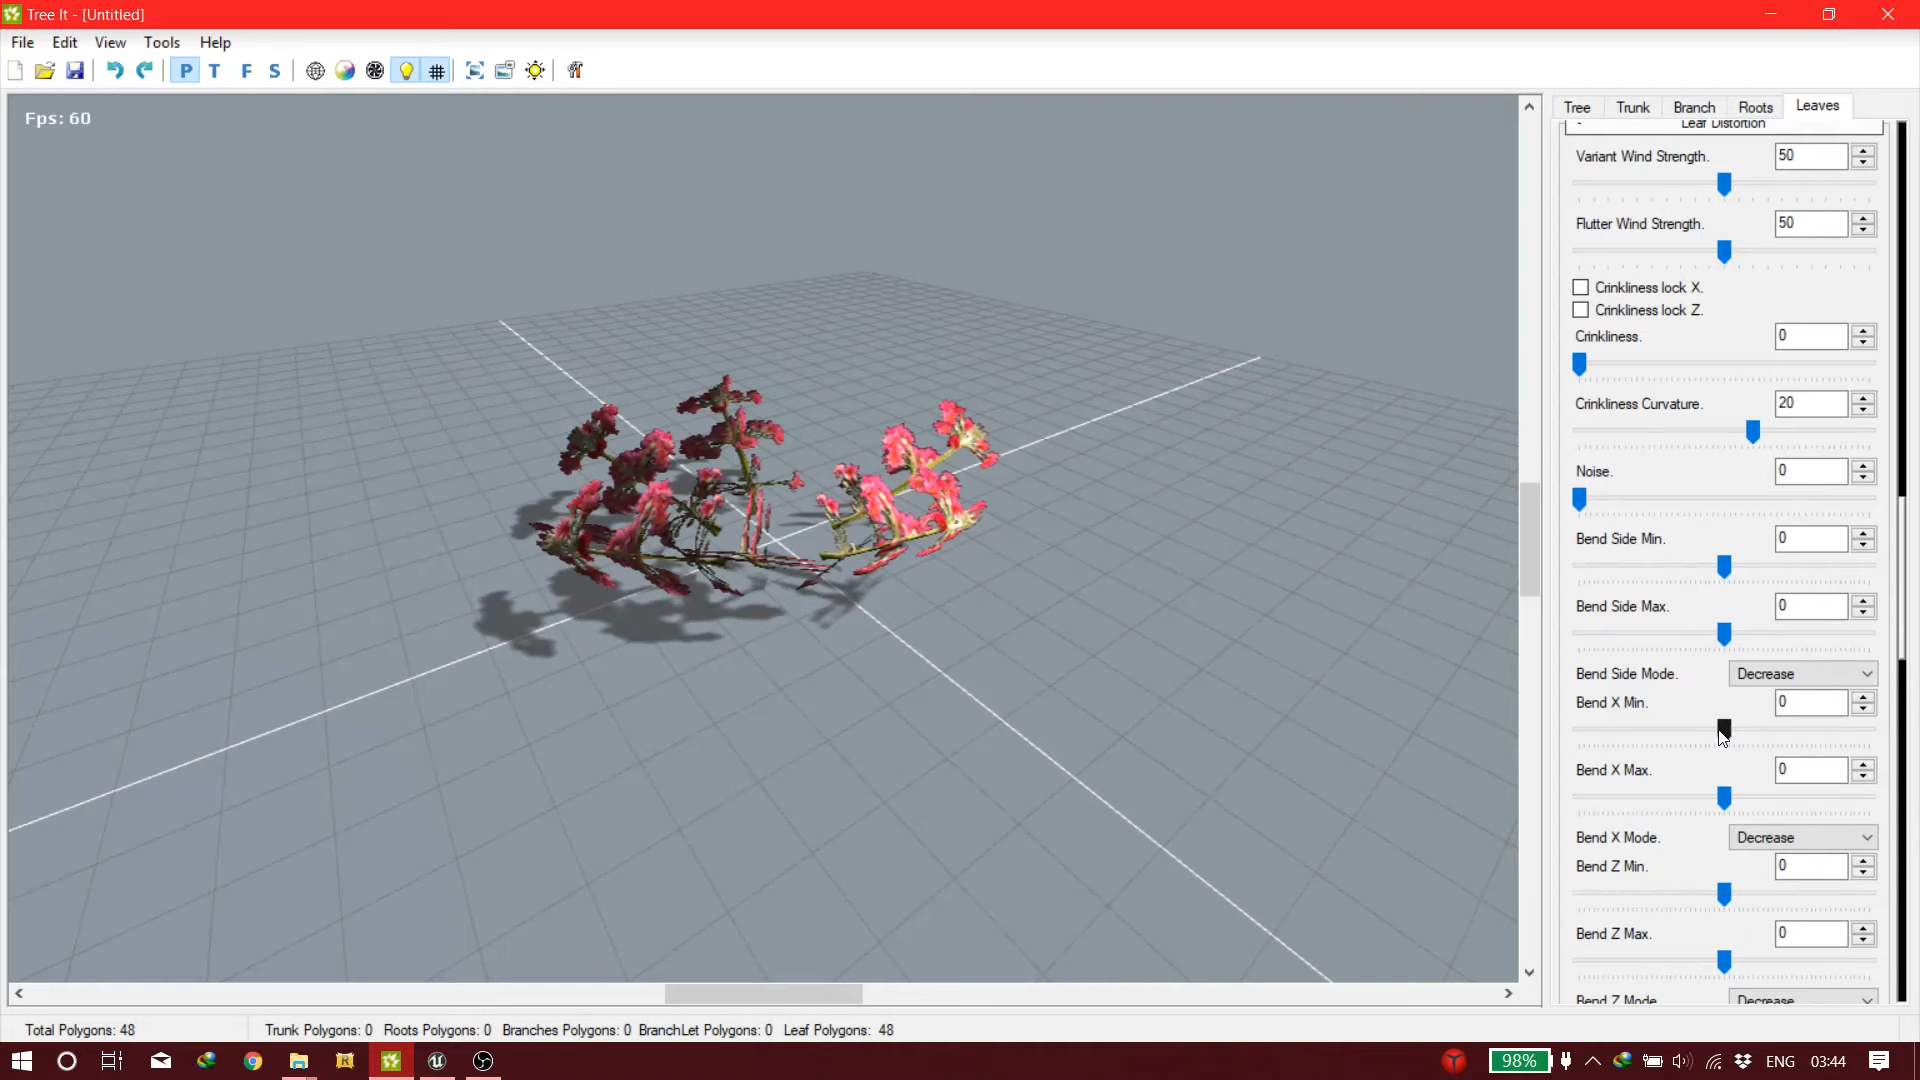 Tree It - [Untitled]
File Edit View Tools Help
P T F S
Fps: 60
Tree Trunk Branch Roots Leaves
Leaf Distortion
Variant Wind Strength. 50
Flutter Wind Strength. 50
Crinkliness lock X.
Crinkliness lock Z.
Crinkliness. 0
Crinkliness Curvature. 20
Noise. 0
Bend Side Min. 0
Bend Side Max. 0
Bend Side Mode. Decrease
Bend X Min. 0
Bend X Max. 0
Bend X Mode. Decrease
Bend Z Min. 0
Bend Z Max. 0
Bend Z Mode Decrease
Total Polygons: 48 Trunk Polygons: 0 Roots Polygons: 0 Branches Polygons: 0 BranchLet Polygons: 0 Leaf Polygons: 48
98% ENG 03:44